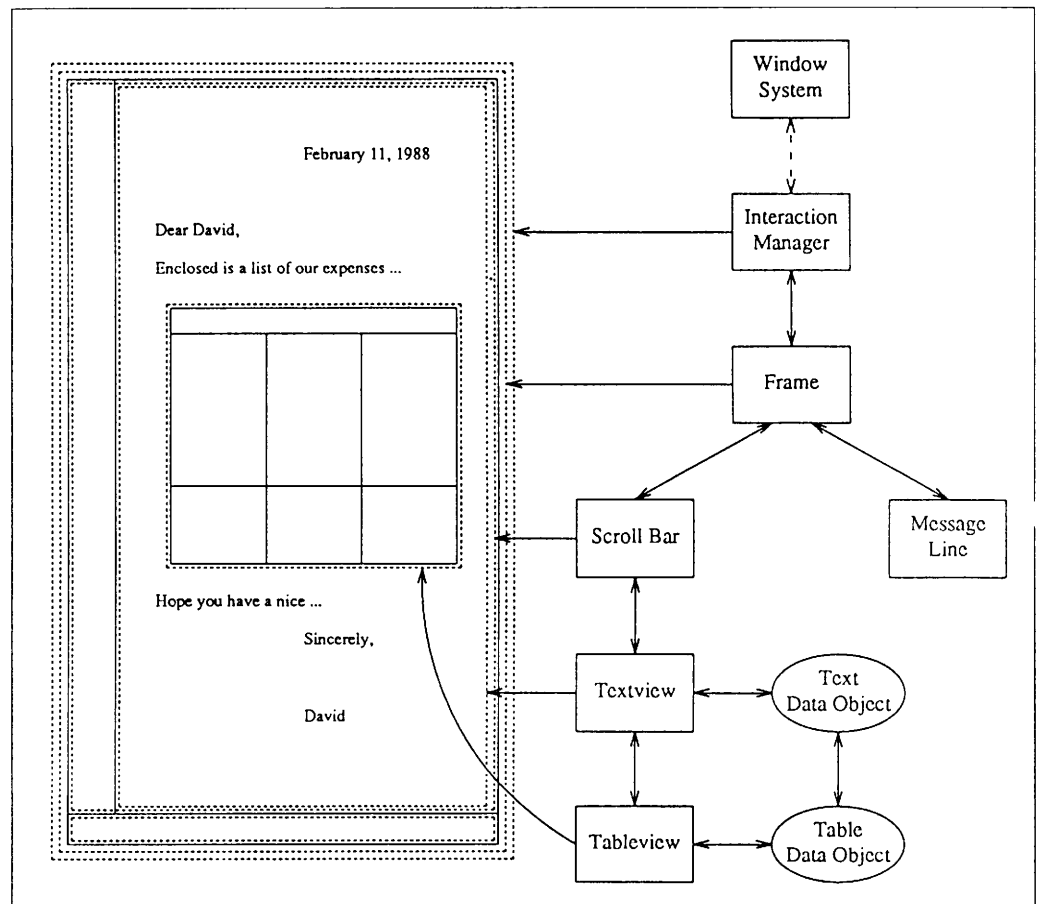 February 11, 1988
Dear David,
Enclosed is a list of our expenses ...
Hope you have a nice ...
Sincerely,
David
Window
System
Interaction
Manager
Frame
Scroll Bar
Message
Line
Textview
Text
Data Object
Tableview
Table
Data Object